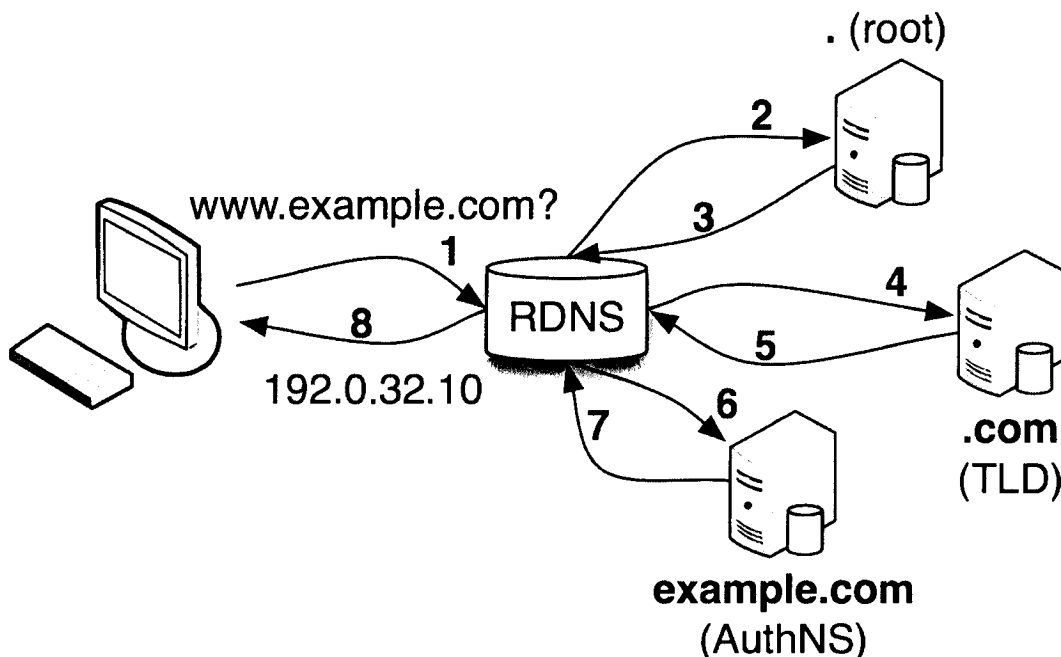 . (root)
2
www.example.com?
3
1
4
RDNS
8
5
192.0.32.10
6
7
.com
(TLD)
example.com
(AuthNS)